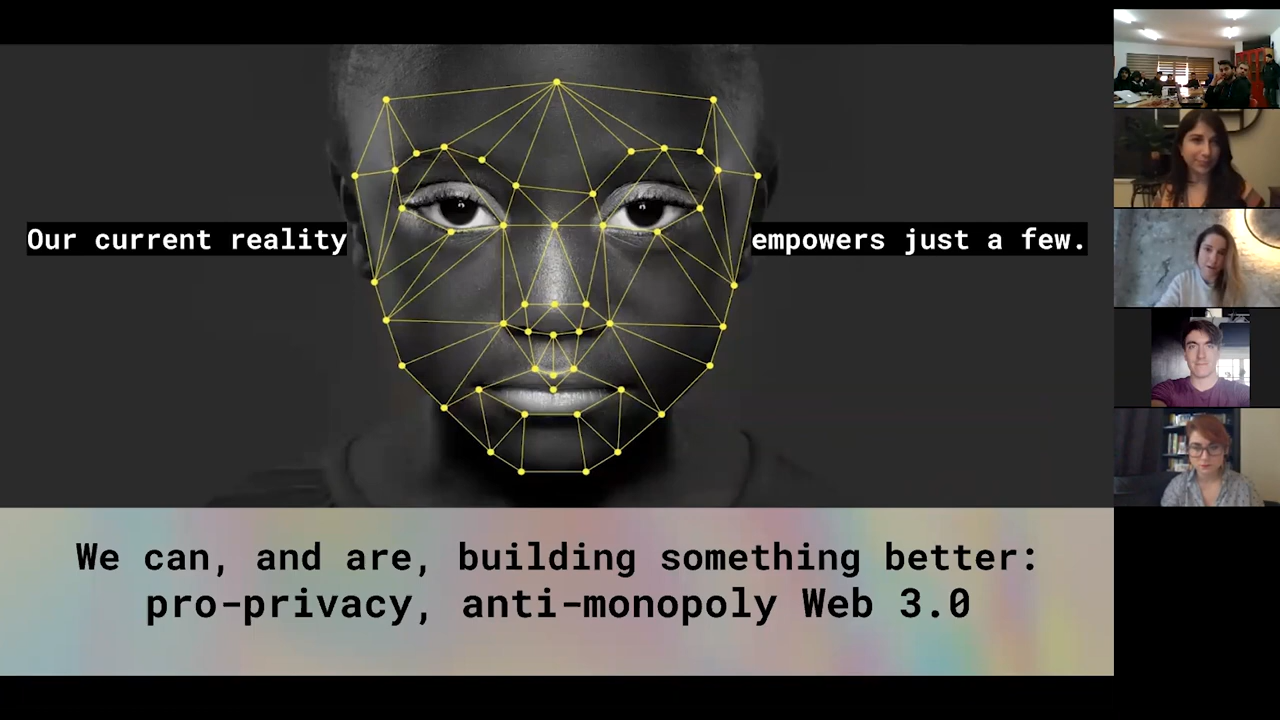 Our current reality empowers just a few.
We can, and are, building something better:
pro-privacy, anti-monopoly Web 3.0